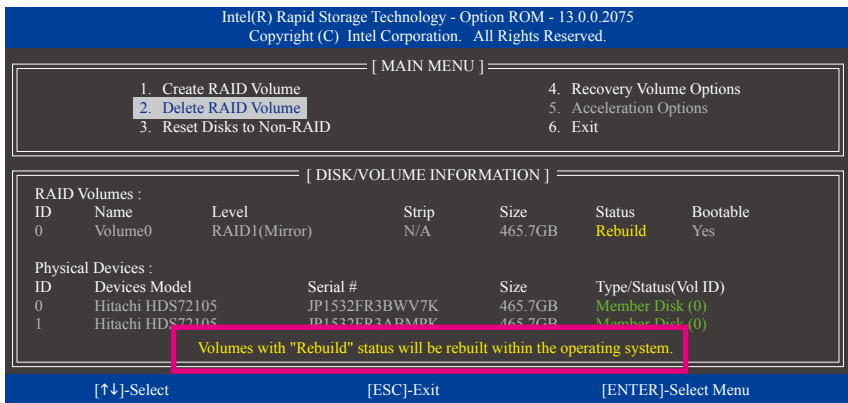 Intel(R) Rapid Storage Technology - Option ROM - 13.0.0.2075
Copyright (C) Intel Corporation. All Rights Reserved.
[ MAIN MENU ]
1. Create RAID Volume
2. Delete RAID Volume
3. Reset Disks to Non-RAID
4. Recovery Volume Options
5. Acceleration Options
6. Exit
[ DISK/VOLUME INFORMATION ]
RAID Volumes :
ID Name Level Strip Size Status Bootable
0 Volume0 RAID1(Mirror) N/A 465.7GB Rebuild Yes
Physical Devices :
ID Devices Model Serial # Size Type/Status(Vol ID)
0 Hitachi HDS72105 JP1532FR3BWV7K 465.7GB Member Disk (0)
1 Hitachi HDS72105 JP1532FR3ABMPK 465.7GB Member Disk (0)
Volumes with "Rebuild" status will be rebuilt within the operating system.
[↑↓]-Select [ESC]-Exit [ENTER]-Select Menu